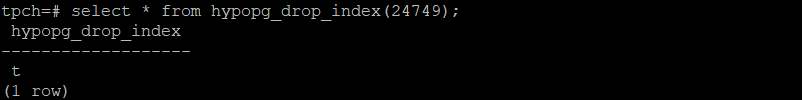 tpch=# select * from hypopg_drop_index(24749);
 hypopg_drop_index
-------------------
 t
(1 row)